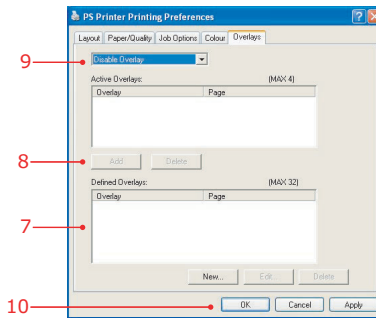 PS Printer Printing Preferences
Layout Paper/Quality Job Options Colour Overlays
9 Disable Overlay
Active Overlays: (MAX 4)
Overlay Page
8 Add Delete
Defined Overlays: (MAX 32)
Overlay Page
7
New... Edit... Delete
10 OK Cancel Apply